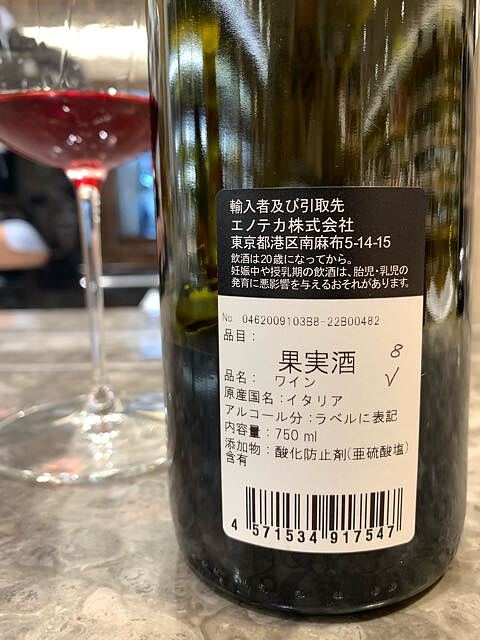 輸入者及び引取先
エノテカ株式会社
東京都港区南麻布5-14-15
飲酒は20歳になってから。
妊娠中や授乳期の飲酒は、胎児・乳児の
発育に悪影響を与えるおそれがあります。
No. 0462009103B8-22B00482
品目：
果実酒
8
✓
品名： ワイン
原産国名：イタリア
アルコール分：ラベルに表記
内容量：750 ml
添加物：酸化防止剤(亜硫酸塩)
含有
4 571534 917547